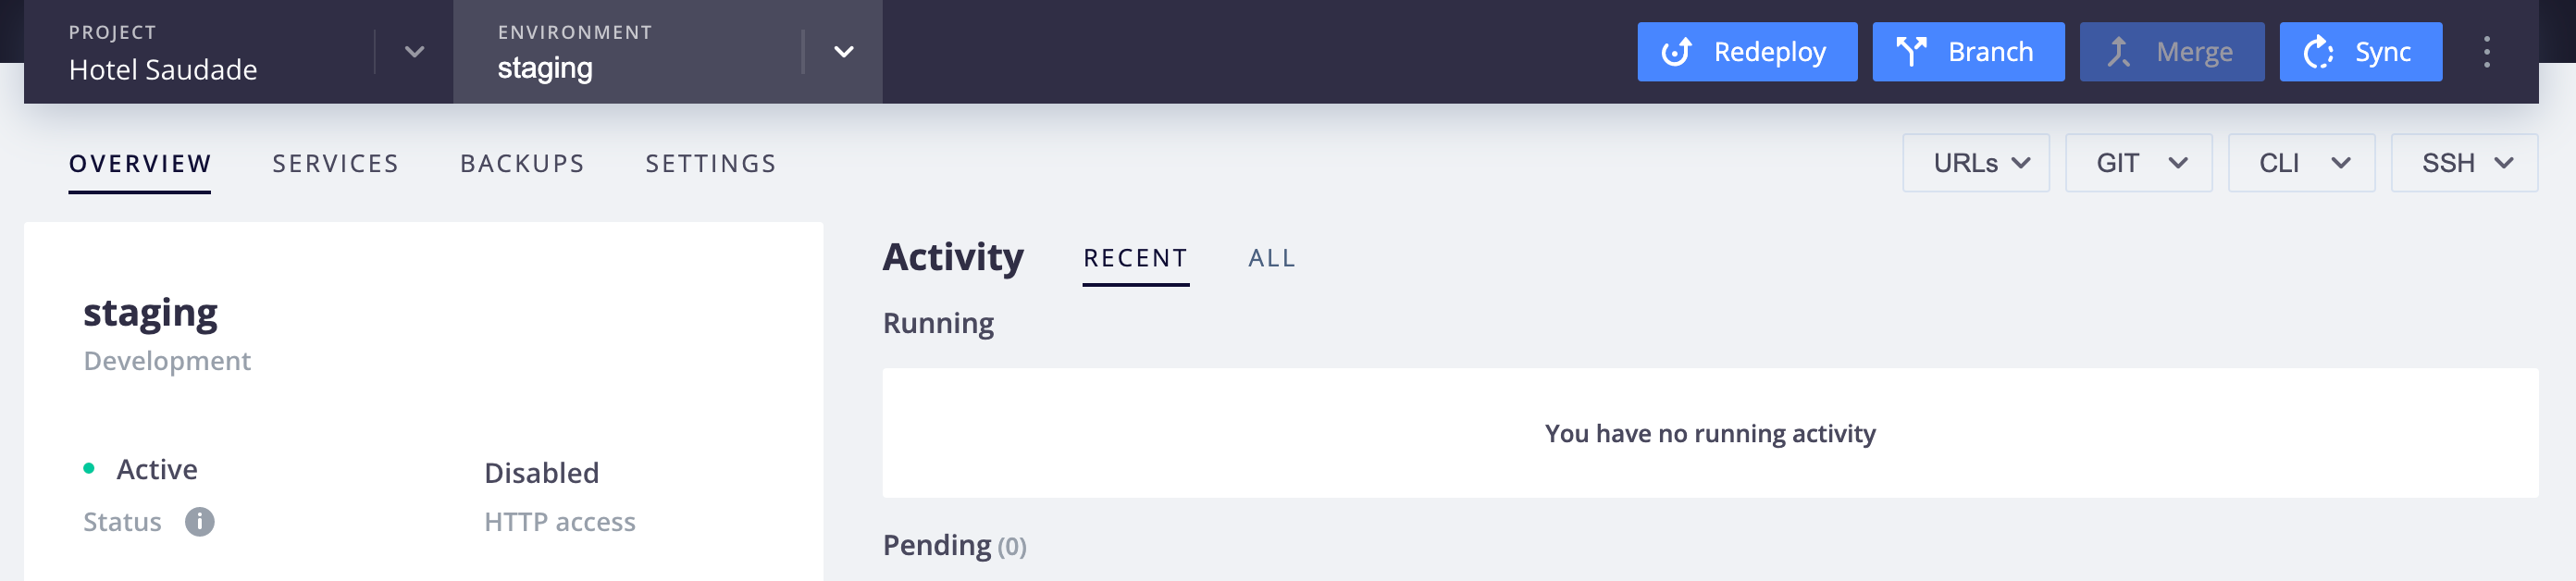 PROJECT
Hotel Saudade
ENVIRONMENT
staging
Redeploy
Branch
Merge
Sync
OVERVIEW
SERVICES
BACKUPS
SETTINGS
URLs
GIT
CLI
SSH
staging
Development
Active
Status
Disabled
HTTP access
Activity
RECENT
ALL
Running
You have no running activity
Pending (0)